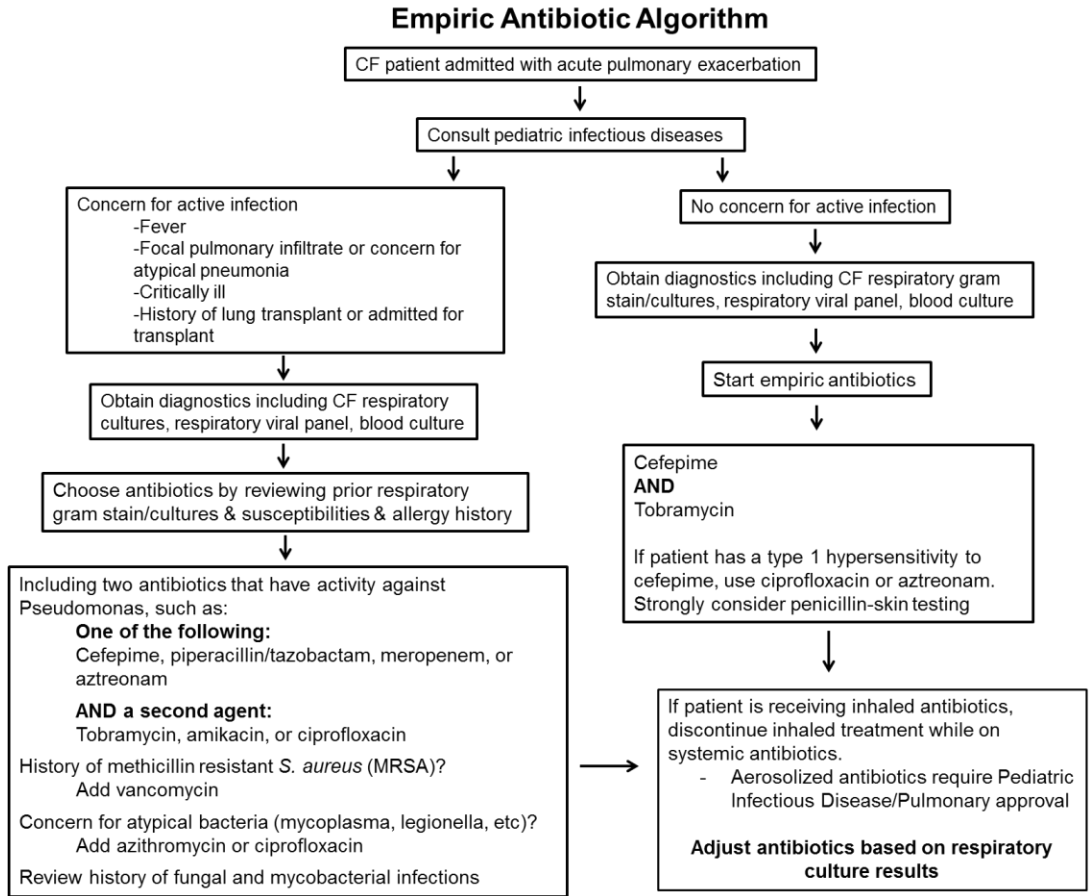 Empiric Antibiotic Algorithm
CF patient admitted with acute pulmonary exacerbation
Consult pediatric infectious diseases
Concern for active infection
-Fever
-Focal pulmonary infiltrate or concern for
atypical pneumonia
-Critically ill
-History of lung transplant or admitted for
transplant
Obtain diagnostics including CF respiratory
cultures, respiratory viral panel, blood culture
Choose antibiotics by reviewing prior respiratory
gram stain/cultures & susceptibilities & allergy history
Including two antibiotics that have activity against
Pseudomonas, such as:
One of the following:
Cefepime, piperacillin/tazobactam, meropenem, or
aztreonam
AND a second agent:
Tobramycin, amikacin, or ciprofloxacin
History of methicillin resistant S. aureus (MRSA)?
Add vancomycin
Concern for atypical bacteria (mycoplasma, legionella, etc)?
Add azithromycin or ciprofloxacin
Review history of fungal and mycobacterial infections
No concern for active infection
Obtain diagnostics including CF respiratory gram
stain/cultures, respiratory viral panel, blood culture
Start empiric antibiotics
Cefepime
AND
Tobramycin
If patient has a type 1 hypersensitivity to
cefepime, use ciprofloxacin or aztreonam.
Strongly consider penicillin-skin testing
If patient is receiving inhaled antibiotics,
discontinue inhaled treatment while on
systemic antibiotics.
- Aerosolized antibiotics require Pediatric
Infectious Disease/Pulmonary approval
Adjust antibiotics based on respiratory
culture results